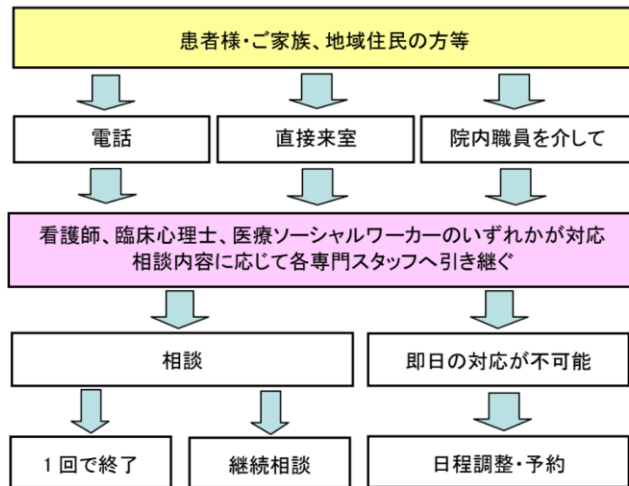 患者様・ご家族、地域住民の方等
電話
直接来室
院内職員を介して
看護師、臨床心理士、医療ソーシャルワーカーのいずれかが対応
相談内容に応じて各専門スタッフへ引き継ぐ
相談
即日の対応が不可能
1回で終了
継続相談
日程調整・予約